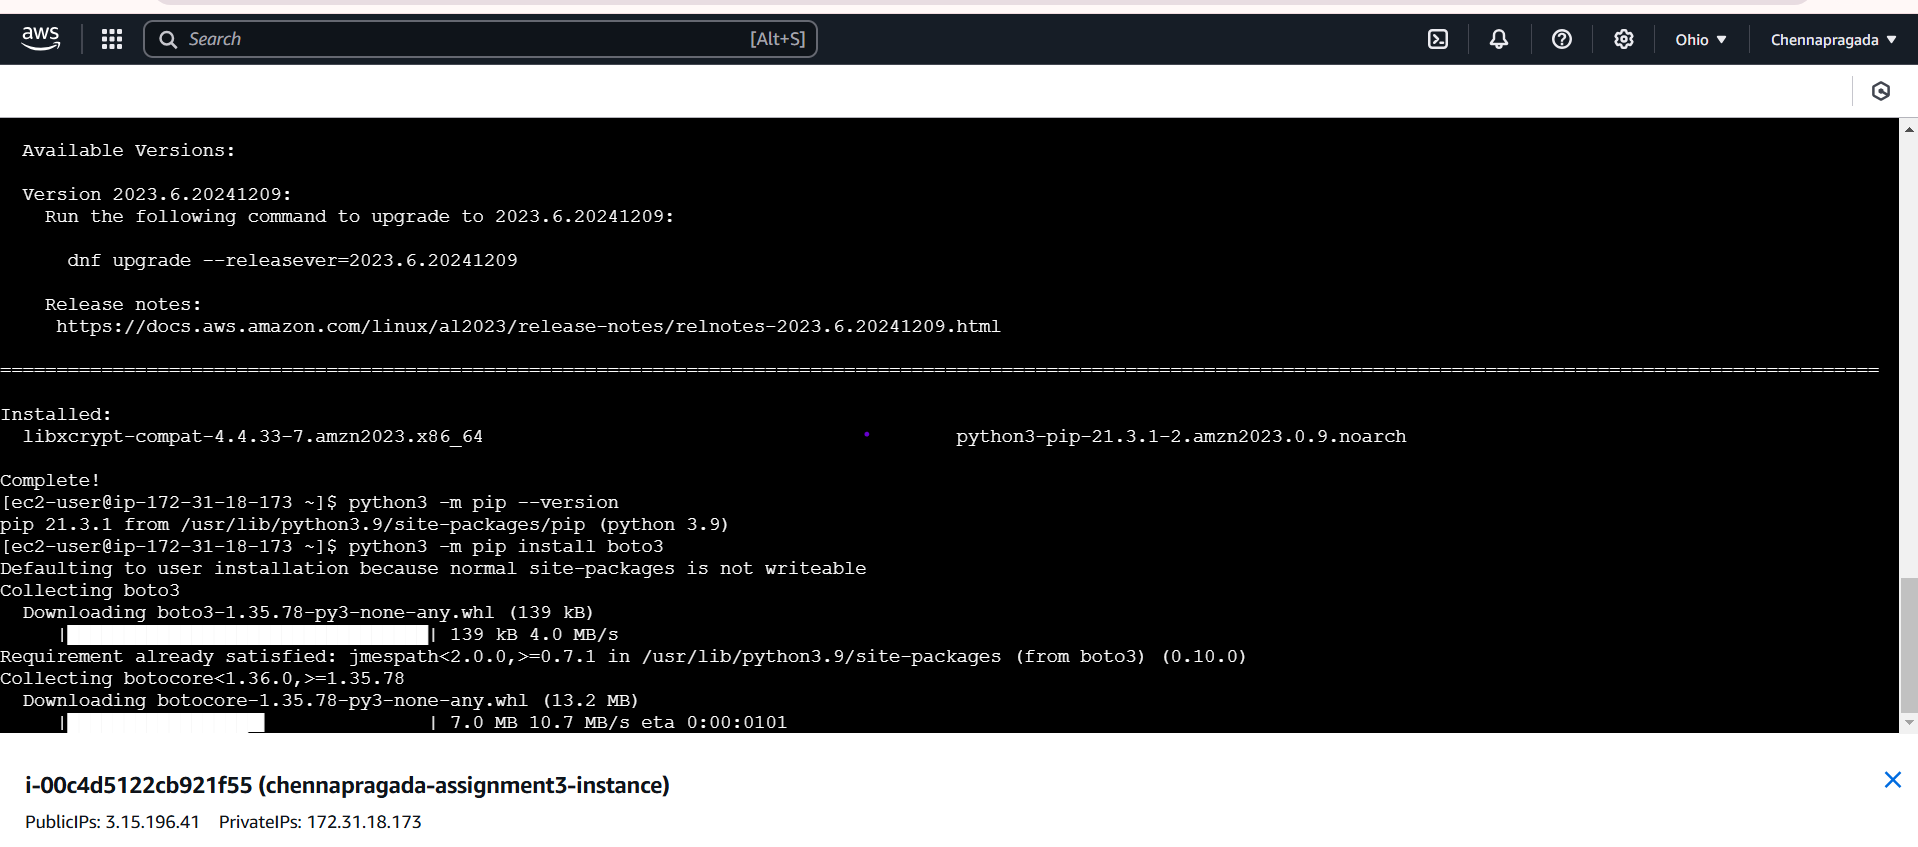 aws
Search [Alt+S] Ohio Chennapragada
Available Versions:
Version 2023.6.20241209:
Run the following command to upgrade to 2023.6.20241209:
dnf upgrade --releasever=2023.6.20241209
Release notes:
https://docs.aws.amazon.com/linux/al2023/release-notes/relnotes-2023.6.20241209.html
=======================================================================================================================================================================
Installed:
libxcrypt-compat-4.4.33-7.amzn2023.x86_64 python3-pip-21.3.1-2.amzn2023.0.9.noarch
Complete!
[ec2-user@ip-172-31-18-173 ~]$ python3 -m pip --version
pip 21.3.1 from /usr/lib/python3.9/site-packages/pip (python 3.9)
[ec2-user@ip-172-31-18-173 ~]$ python3 -m pip install boto3
Defaulting to user installation because normal site-packages is not writeable
Collecting boto3
Downloading boto3-1.35.78-py3-none-any.whl (139 kB)
|████████████████████████████████| 139 kB 4.0 MB/s
Requirement already satisfied: jmespath<2.0.0,>=0.7.1 in /usr/lib/python3.9/site-packages (from boto3) (0.10.0)
Collecting botocore<1.36.0,>=1.35.78
Downloading botocore-1.35.78-py3-none-any.whl (13.2 MB)
|█████████████████▌ | 7.0 MB 10.7 MB/s eta 0:00:0101
i-00c4d5122cb921f55 (chennapragada-assignment3-instance)
PublicIPs: 3.15.196.41 PrivateIPs: 172.31.18.173